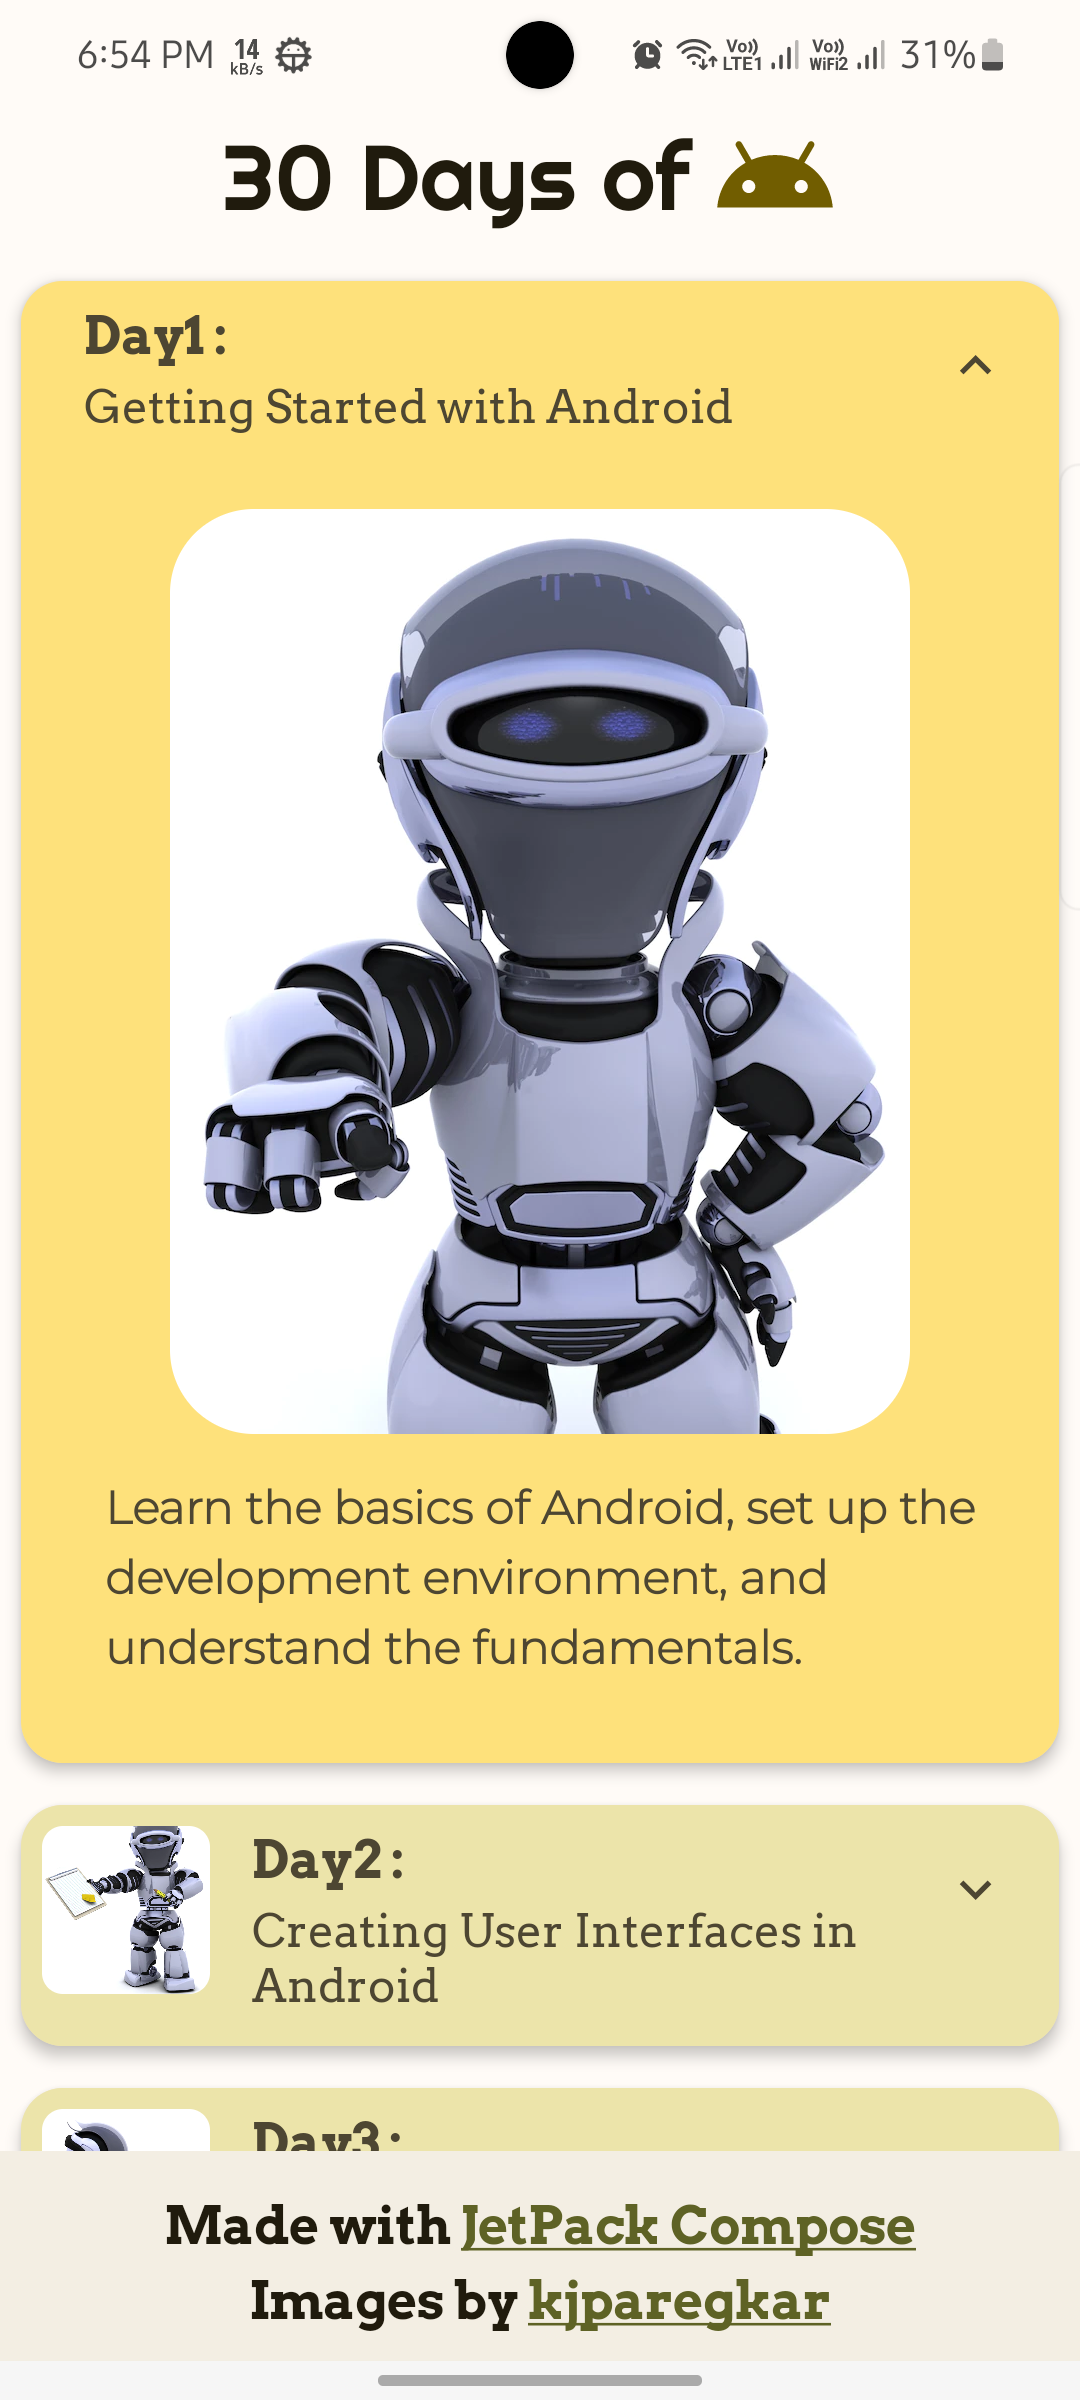 6:54 PM 14 kB/s Vo)) LTE1 Vo)) WiFi2 31%
30 Days of
Day1 :
Getting Started with Android
Learn the basics of Android, set up the
development environment, and
understand the fundamentals.
Day2 :
Creating User Interfaces in
Android
Day3 :
Made with JetPack Compose
Images by kjparegkar